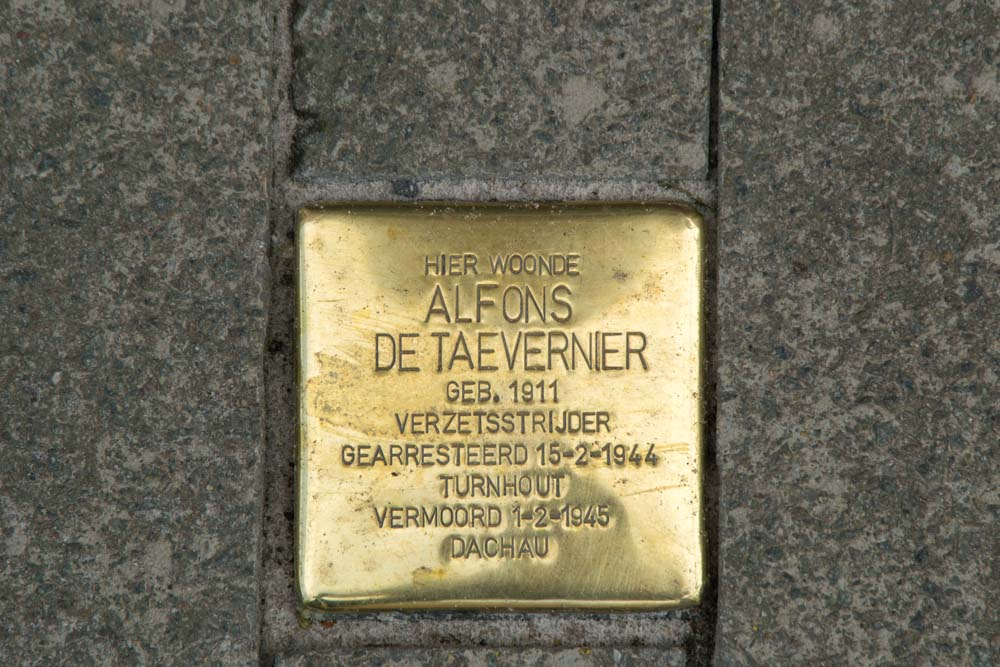 HIER WOONDE
ALFONS
DE TAEVERNIER
GEB. 1911
VERZETSSTRIJDER
GEARRESTEERD 15-2-1944
TURNHOUT
VERMOORD 1-2-1945
DACHAU